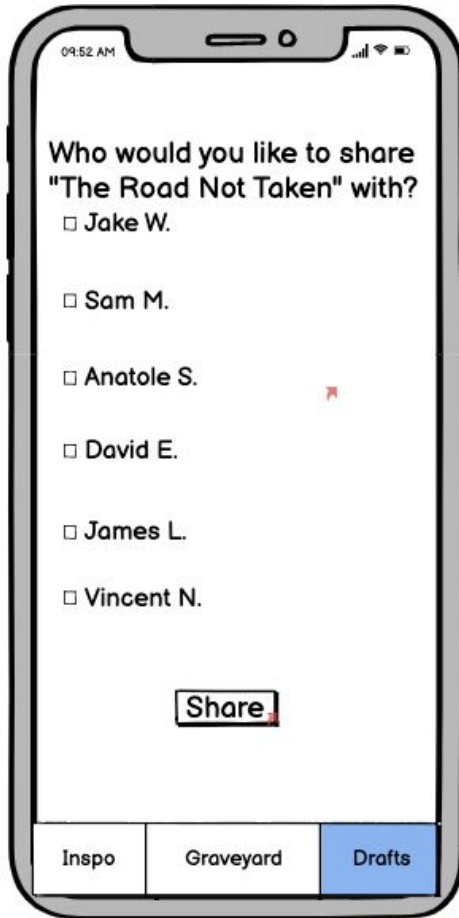 09:52 AM
Who would you like to share
"The Road Not Taken" with?
Jake W.
Sam M.
Anatole S.
David E.
James L.
Vincent N.
Share
Inspo Graveyard Drafts